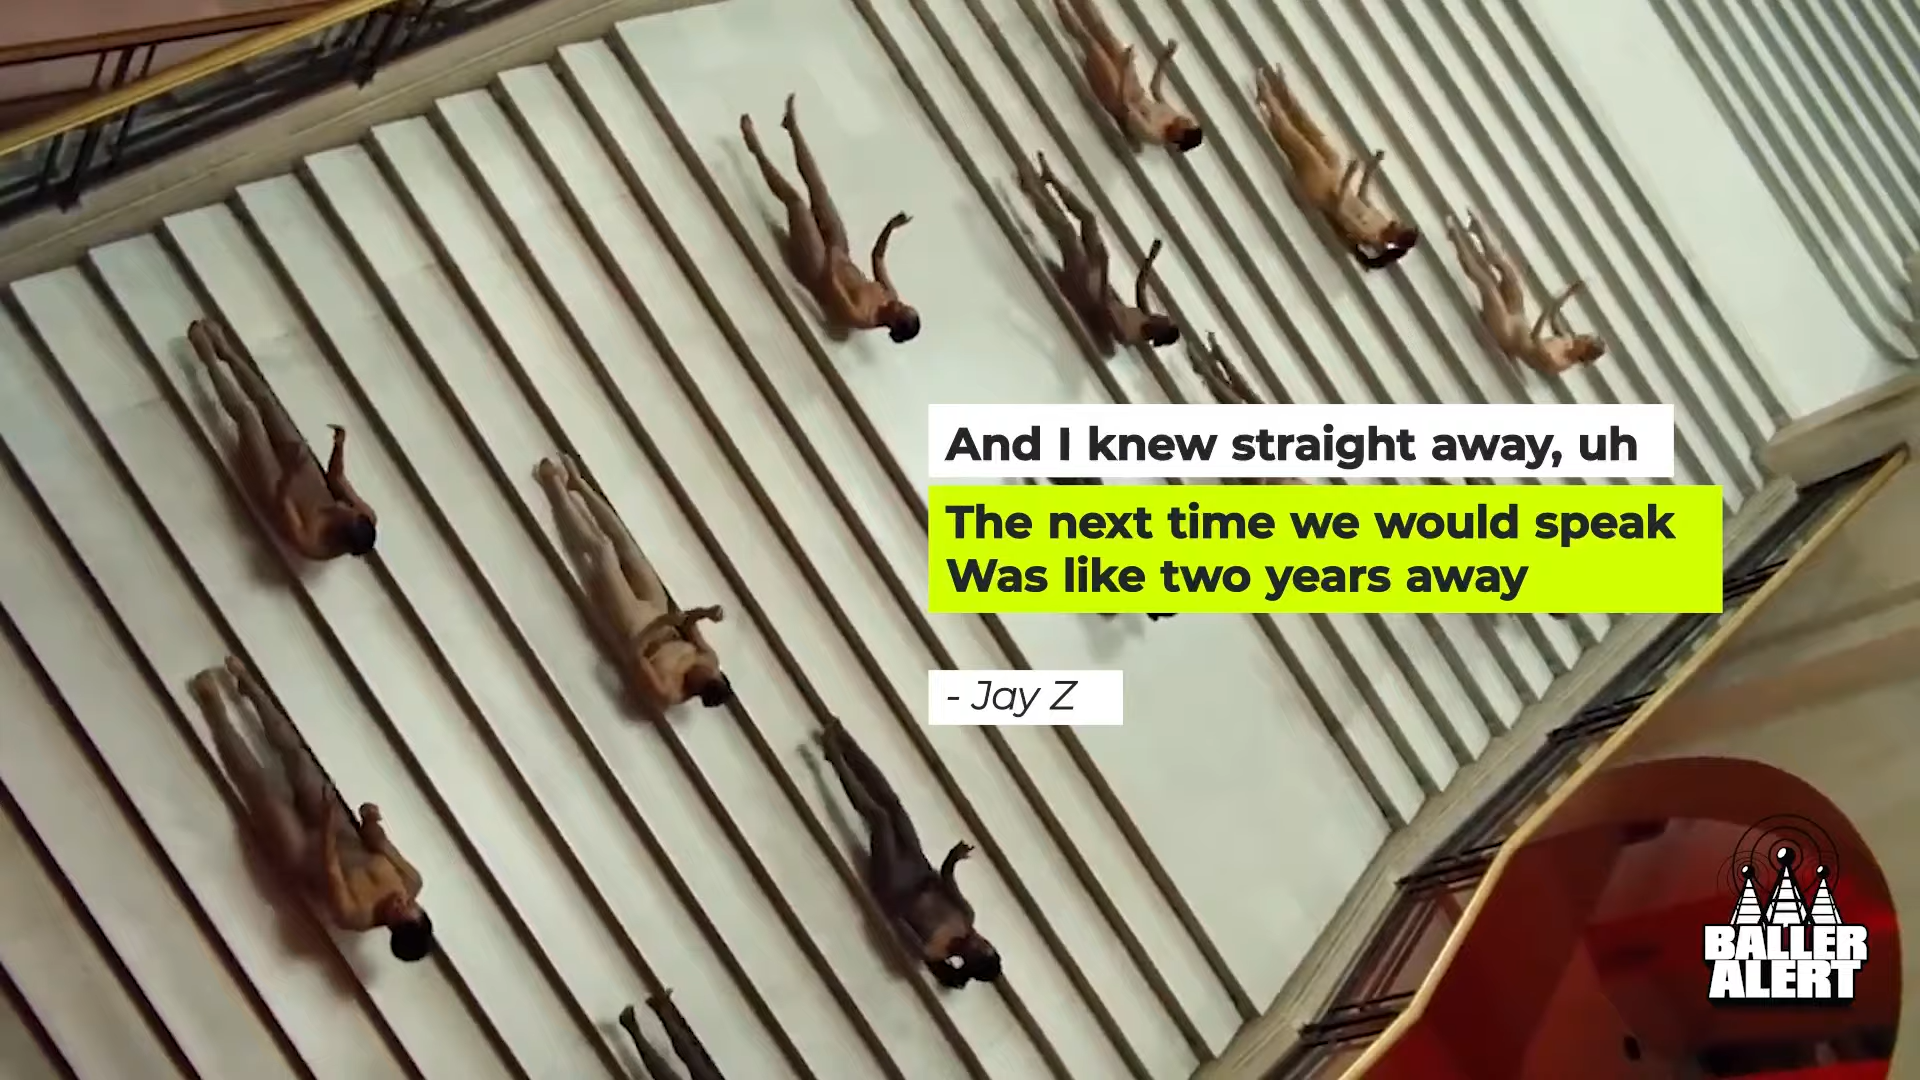 And I knew straight away, uh
The next time we would speak
Was like two years away
- Jay Z
BALLER
ALERT